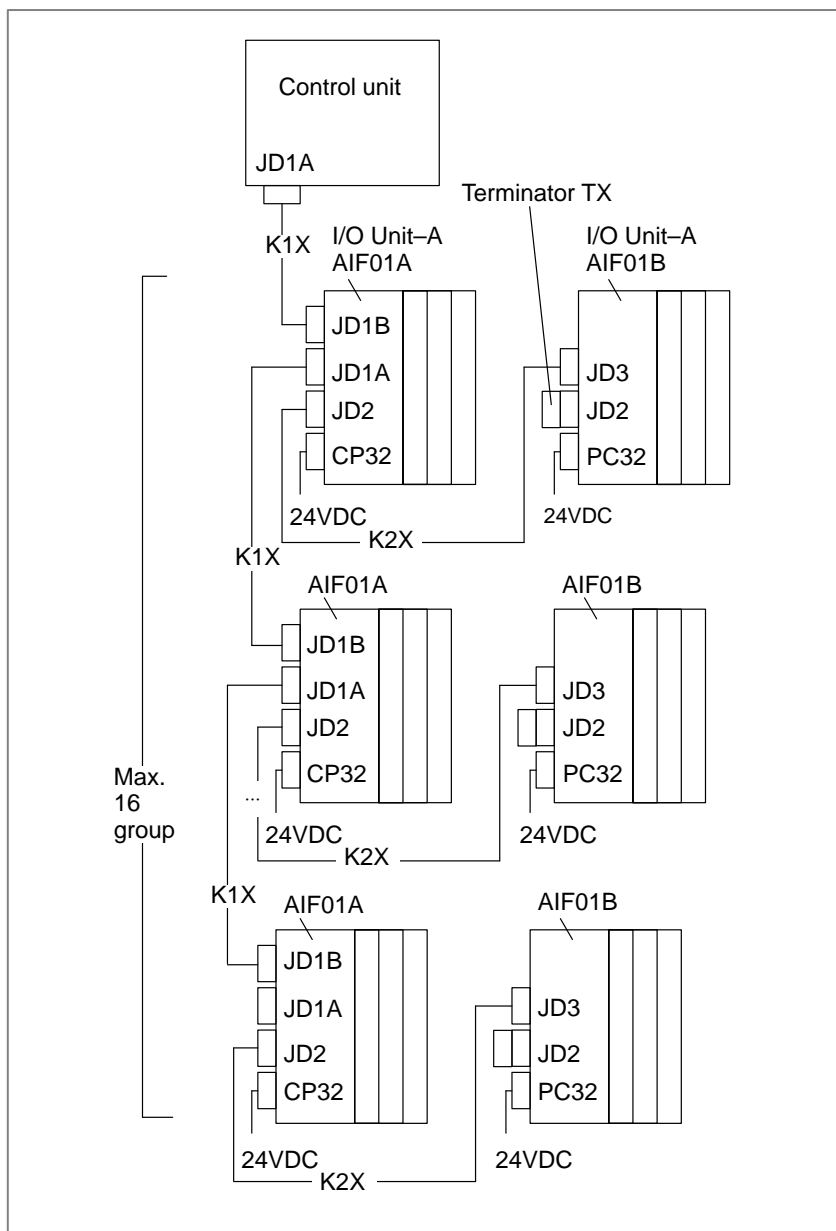 Control unit
JD1A
Terminator TX
K1X
I/O Unit–A
AIF01A
I/O Unit–A
AIF01B
JD1B
JD1A
JD2
CP32
24VDC
JD3
JD2
PC32
24VDC
K2X
K1X
AIF01A
JD1B
JD1A
JD2
CP32
24VDC
AIF01B
JD3
JD2
PC32
24VDC
...
K2X
Max.
16
group
K1X
AIF01A
JD1B
JD1A
JD2
CP32
24VDC
AIF01B
JD3
JD2
PC32
24VDC
K2X